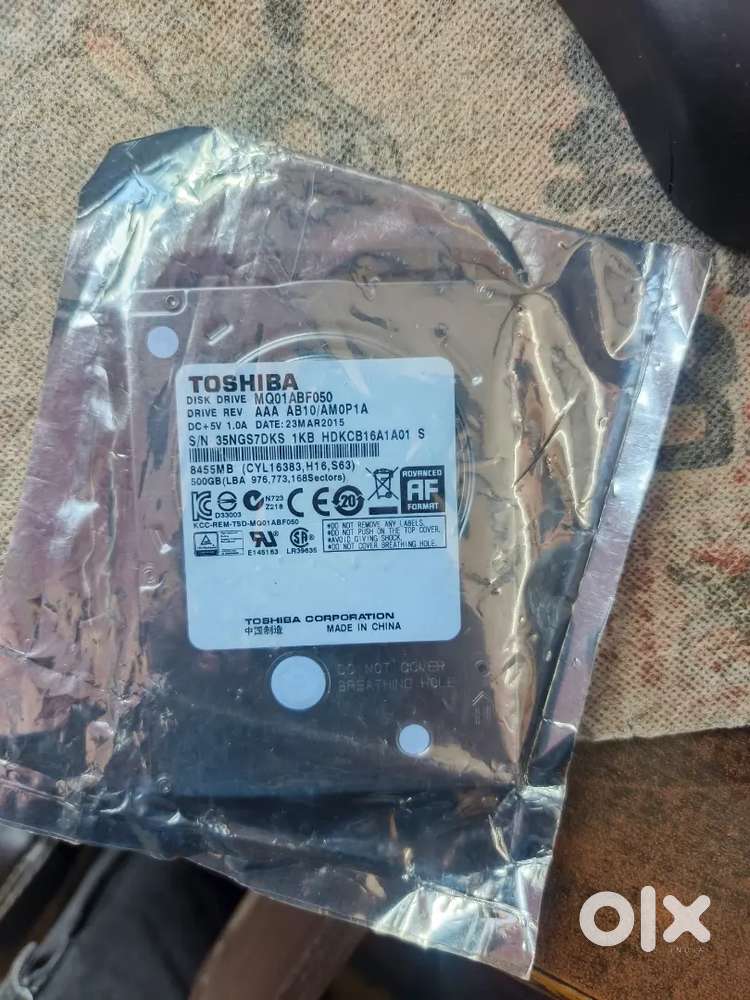 TOSHIBA
DISK DRIVE MQ01ABF050
DRIVE REV AAA AB10/AM0P1A
DC+5V 1.0A DATE:23MAR2015
S/N 35NGS7DKS 1KB HDKCB16A1A01 S
8455MB (CYL16383,H16,S63)
500GB(LBA 976,773,168Sectors)
D33003
N723
Z218
20
ADVANCED
AF
FORMAT
KCC-REM-TSD-MQ01ABF050
E145153
LR39635
*DO NOT REMOVE ANY LABELS.
*DO NOT PUSH ON THE TOP COVER.
*AVOID GIVING SHOCK.
*DO NOT COVER BREATHING HOLE.
TOSHIBA CORPORATION
中国制造 MADE IN CHINA
DO NOT COVER
BREATHING HOLE
olx
INDIA